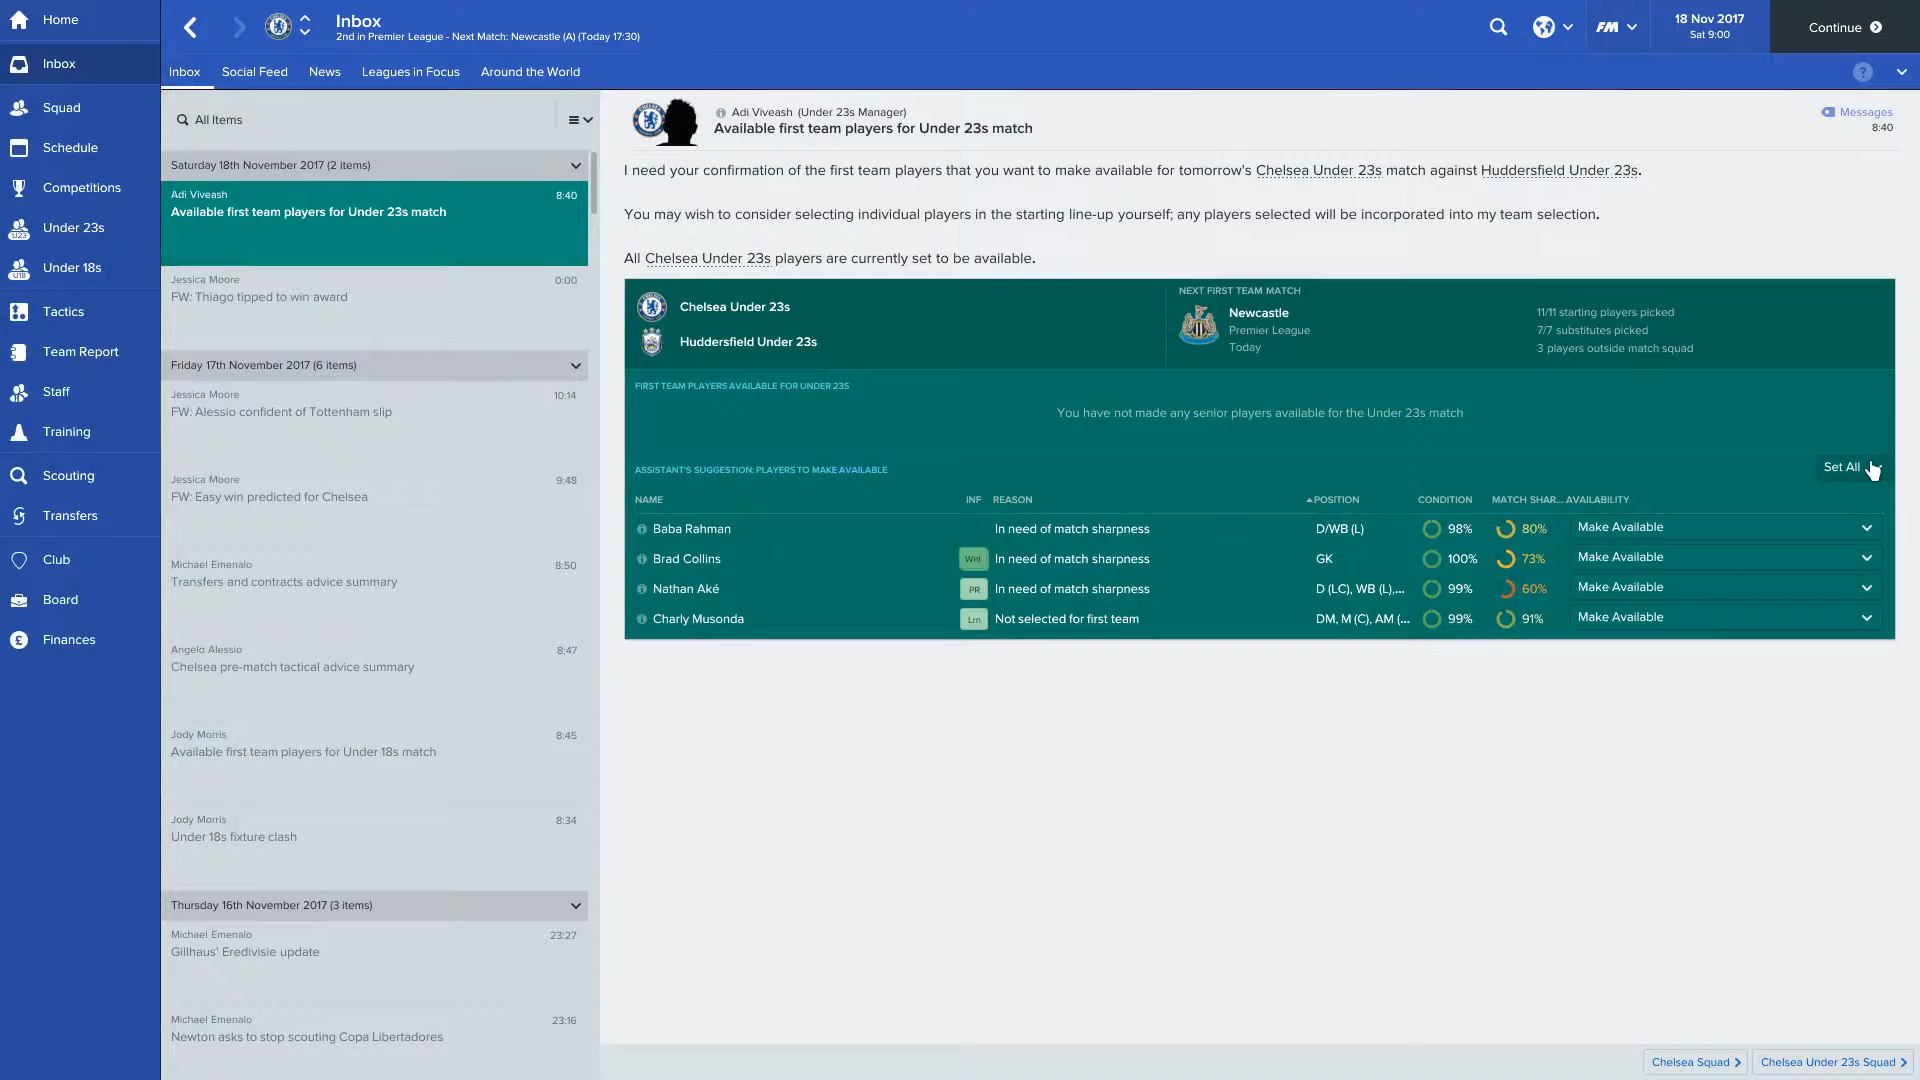 Home
Inbox
Squad
Schedule
Competitions
Under 23s
Under 18s
Tactics
Team Report
Staff
Training
Scouting
Transfers
Club
Board
Finances
Inbox
2nd in Premier League - Next Match: Newcastle (A) (Today 17:30)
FM
18 Nov 2017
Sat 9:00
Continue
Inbox Social Feed News Leagues in Focus Around the World
?
All Items
Saturday 18th November 2017 (2 items)
Adi Viveash 8:40
Available first team players for Under 23s match
Jessica Moore 0:00
FW: Thiago tipped to win award
Friday 17th November 2017 (6 items)
Jessica Moore 10:14
FW: Alessio confident of Tottenham slip
Jessica Moore 9:48
FW: Easy win predicted for Chelsea
Michael Emenalo 8:50
Transfers and contracts advice summary
Angelo Alessio 8:47
Chelsea pre-match tactical advice summary
Jody Morris 8:45
Available first team players for Under 18s match
Jody Morris 8:34
Under 18s fixture clash
Thursday 16th November 2017 (3 items)
Michael Emenalo 23:27
Gillhaus' Eredivisie update
Michael Emenalo 23:16
Newton asks to stop scouting Copa Libertadores
Adi Viveash (Under 23s Manager)
Available first team players for Under 23s match
Messages
8:40
I need your confirmation of the first team players that you want to make available for tomorrow's Chelsea Under 23s match against Huddersfield Under 23s.
You may wish to consider selecting individual players in the starting line-up yourself; any players selected will be incorporated into my team selection.
All Chelsea Under 23s players are currently set to be available.
Chelsea Under 23s
Huddersfield Under 23s
NEXT FIRST TEAM MATCH
Newcastle
Premier League
Today
11/11 starting players picked
7/7 substitutes picked
3 players outside match squad
FIRST TEAM PLAYERS AVAILABLE FOR UNDER 23S
You have not made any senior players available for the Under 23s match
ASSISTANT'S SUGGESTION: PLAYERS TO MAKE AVAILABLE
Set All
NAME INF REASON POSITION CONDITION MATCH SHAR... AVAILABILITY
Baba Rahman In need of match sharpness D/WB (L) 98% 80% Make Available
Brad Collins Wnt In need of match sharpness GK 100% 73% Make Available
Nathan Aké PR In need of match sharpness D (LC), WB (L),... 99% 60% Make Available
Charly Musonda Lrn Not selected for first team DM, M (C), AM (... 99% 91% Make Available
Chelsea Squad
Chelsea Under 23s Squad